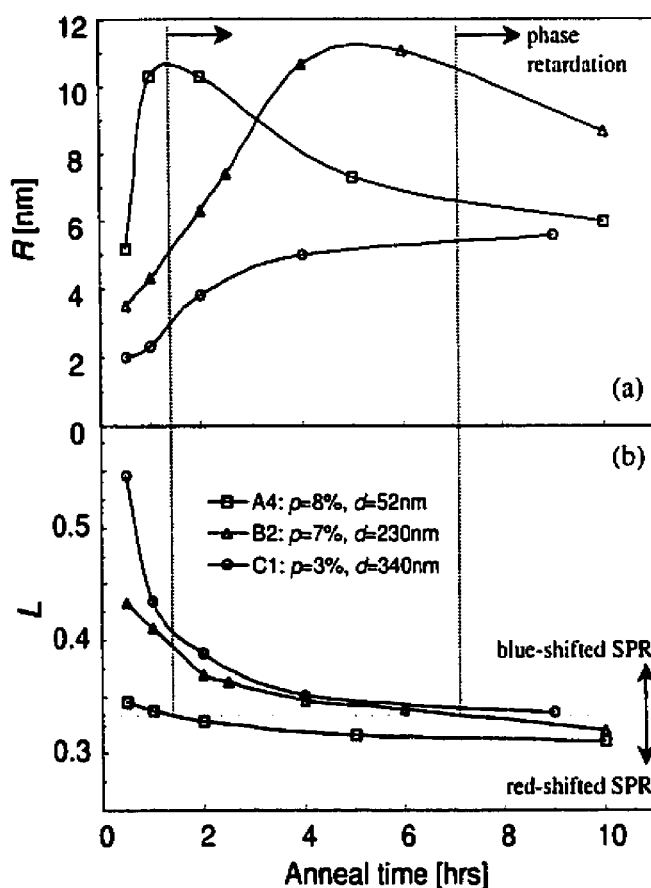 12
10
8
6
4
2
0
R [nm]
phase
retardation
(a)
(b)
0.5
0.4
0.3
L
A4: p=8%, d=52nm
B2: p=7%, d=230nm
C1: p=3%, d=340nm
blue-shifted SPR
red-shifted SPR
0 2 4 6 8 10
Anneal time [hrs]